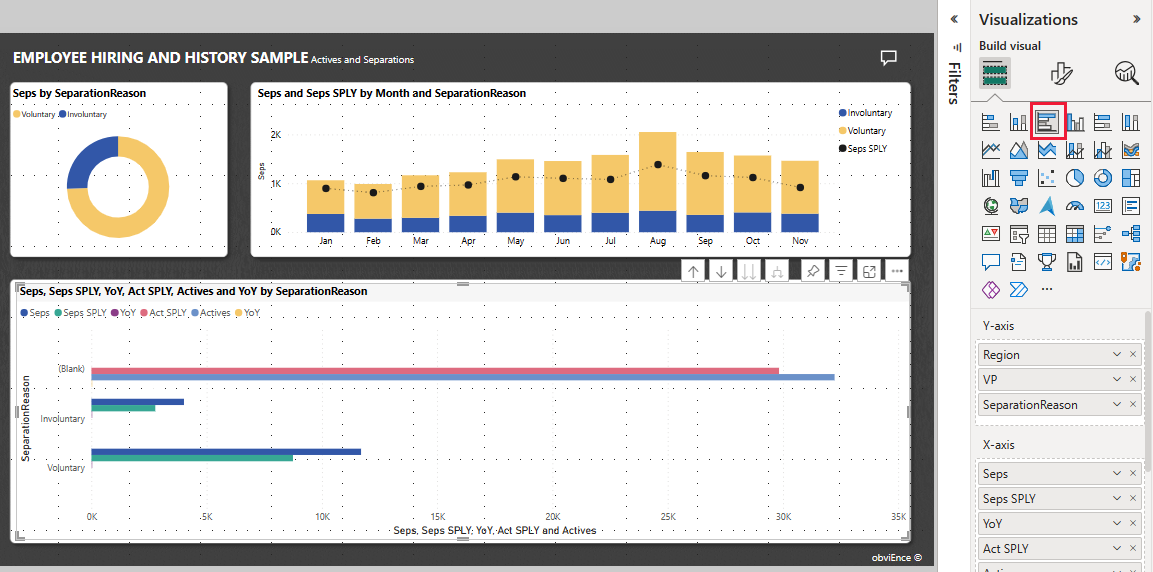 EMPLOYEE HIRING AND HISTORY SAMPLE Actives and Separations
Seps by SeparationReason
Voluntary Involuntary
Seps and Seps SPLY by Month and SeparationReason
Involuntary
Voluntary
Seps SPLY
Seps
2K
1K
0K
Jan Feb Mar Apr May Jun Jul Aug Sep Oct Nov
Seps, Seps SPLY, YoY, Act SPLY, Actives and YoY by SeparationReason
Seps Seps SPLY YoY Act SPLY Actives YoY
SeparationReason
(Blank)
Involuntary
Voluntary
0K 5K 10K 15K 20K 25K 30K 35K
Seps, Seps SPLY, YoY, Act SPLY and Actives
obviEnce ©
Filters
Visualizations
Build visual
123
Y-axis
Region
VP
SeparationReason
X-axis
Seps
Seps SPLY
YoY
Act SPLY